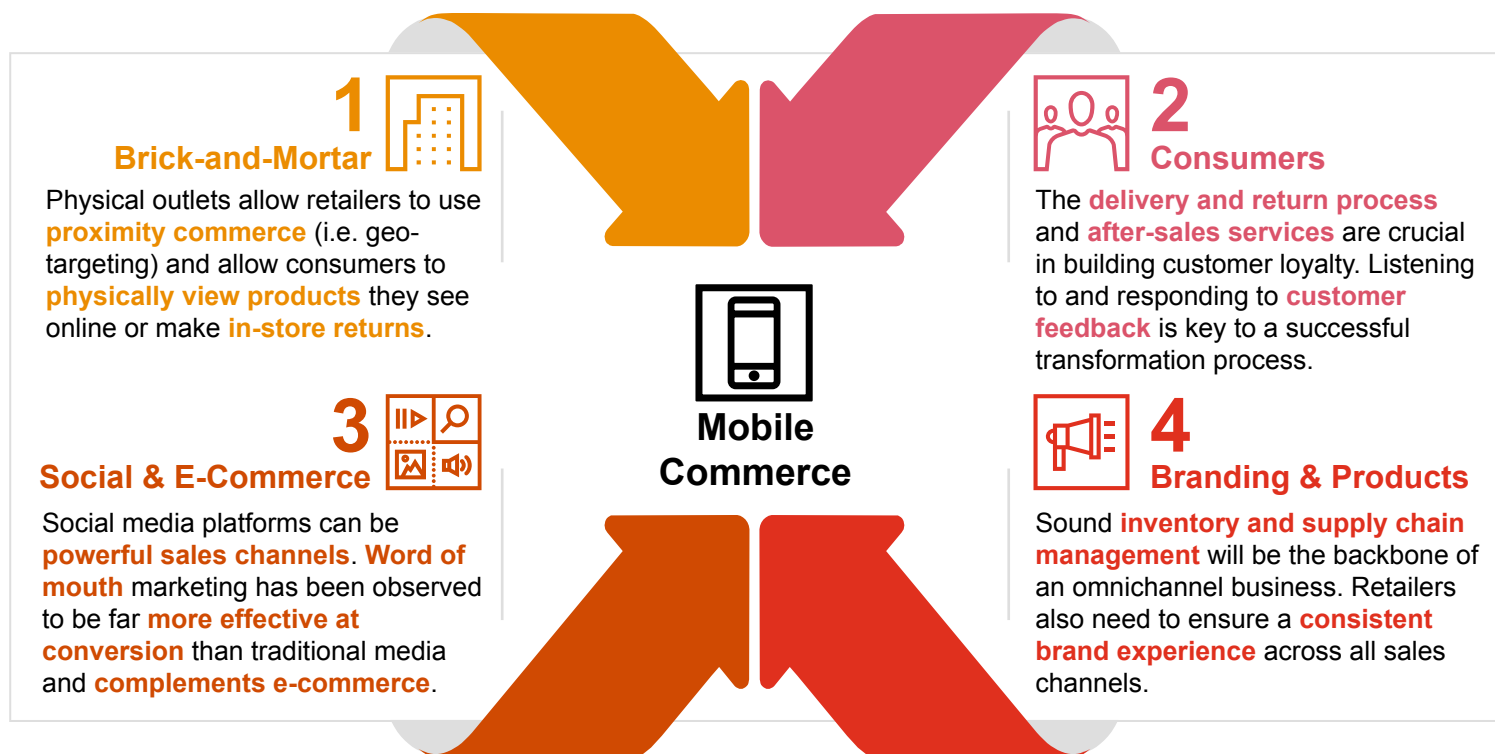 1
Brick-and-Mortar
Physical outlets allow retailers to use
proximity commerce (i.e. geo-
targeting) and allow consumers to
physically view products they see
online or make in-store returns.
2
Consumers
The delivery and return process
and after-sales services are crucial
in building customer loyalty. Listening
to and responding to customer
feedback is key to a successful
transformation process.
Mobile
Commerce
3
Social & E-Commerce
Social media platforms can be
powerful sales channels. Word of
mouth marketing has been observed
to be far more effective at
conversion than traditional media
and complements e-commerce.
4
Branding & Products
Sound inventory and supply chain
management will be the backbone of
an omnichannel business. Retailers
also need to ensure a consistent
brand experience across all sales
channels.